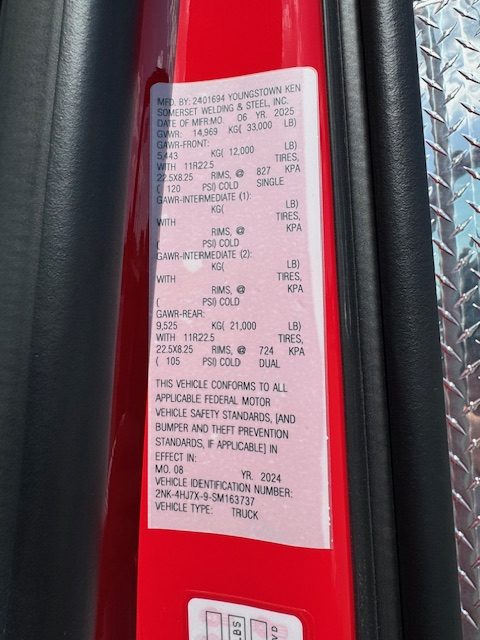 MFD. BY: 2401694 YOUNGSTOWN KEN
SOMERSET WELDING & STEEL, INC.
DATE OF MFR.MO. 06 YR. 2025
GVWR: 14,969 KG( 33,000 LB)
GAWR-FRONT:
5,443 KG( 12,000 LB)
WITH 11R22.5 TIRES,
22.5X8.25 RIMS, @ 827 KPA
( 120 PSI) COLD SINGLE
GAWR-INTERMEDIATE (1):
KG( LB)
WITH TIRES,
RIMS, @ KPA
( PSI) COLD
GAWR-INTERMEDIATE (2):
KG( LB)
WITH TIRES,
RIMS, @ KPA
( PSI) COLD
GAWR-REAR:
9,525 KG( 21,000 LB)
WITH 11R22.5 TIRES,
22.5X8.25 RIMS, @ 724 KPA
( 105 PSI) COLD DUAL
THIS VEHICLE CONFORMS TO ALL
APPLICABLE FEDERAL MOTOR
VEHICLE SAFETY STANDARDS, [AND
BUMPER AND THEFT PREVENTION
STANDARDS, IF APPLICABLE] IN
EFFECT IN:
MO. 08 YR. 2024
VEHICLE IDENTIFICATION NUMBER:
2NK-4HJ7X-9-SM163737
VEHICLE TYPE: TRUCK
LBS